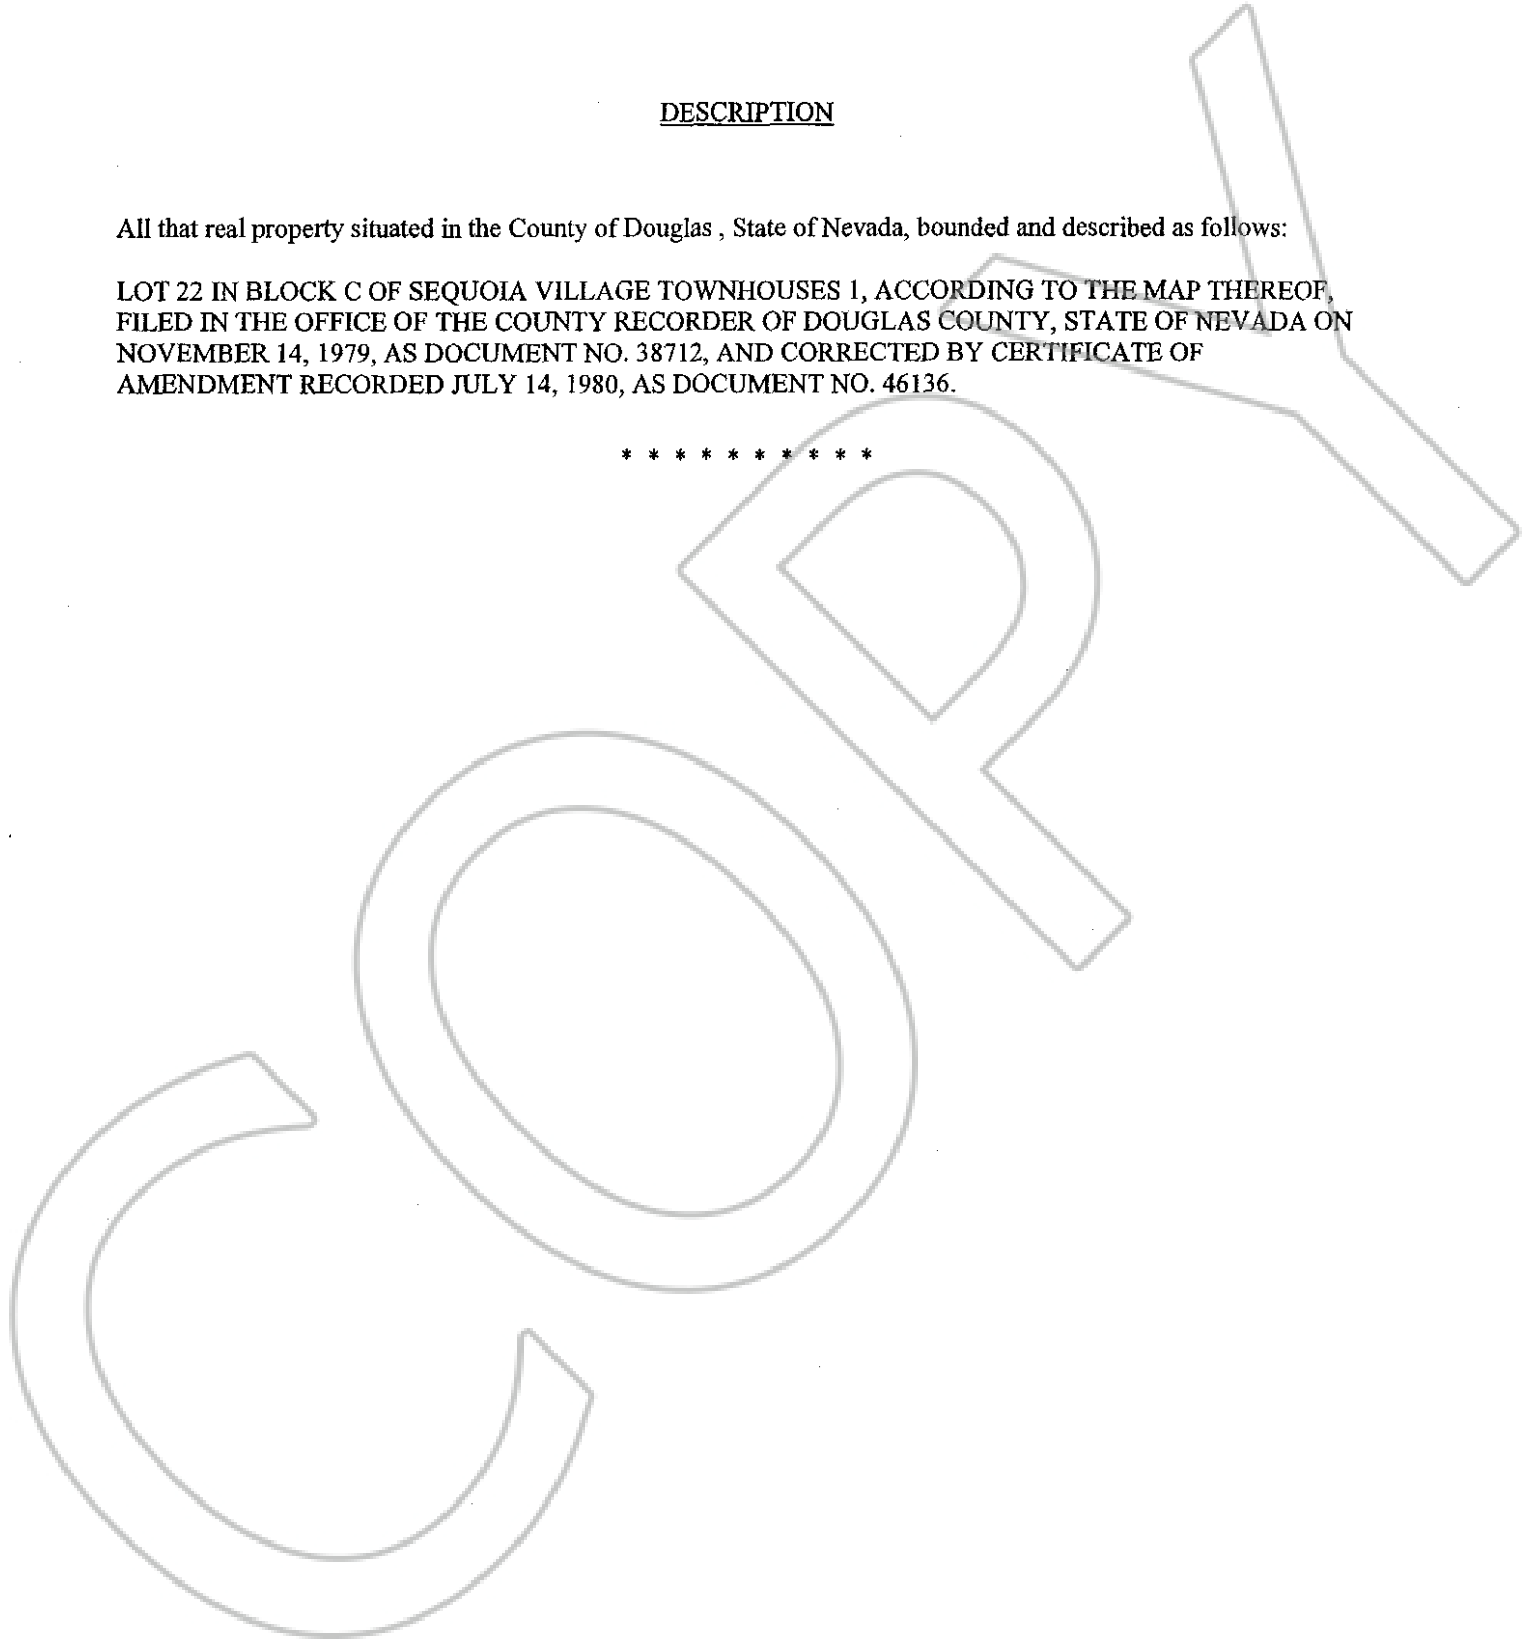 DESCRIPTION
All that real property situated in the County of Douglas , State of Nevada, bounded and described as follows:
LOT 22 IN BLOCK C OF SEQUOIA VILLAGE TOWNHOUSES 1, ACCORDING TO THE MAP THEREOF,
FILED IN THE OFFICE OF THE COUNTY RECORDER OF DOUGLAS COUNTY, STATE OF NEVADA ON
NOVEMBER 14, 1979, AS DOCUMENT NO. 38712, AND CORRECTED BY CERTIFICATE OF
AMENDMENT RECORDED JULY 14, 1980, AS DOCUMENT NO. 46136.
* * * * * * * * * *
COPY